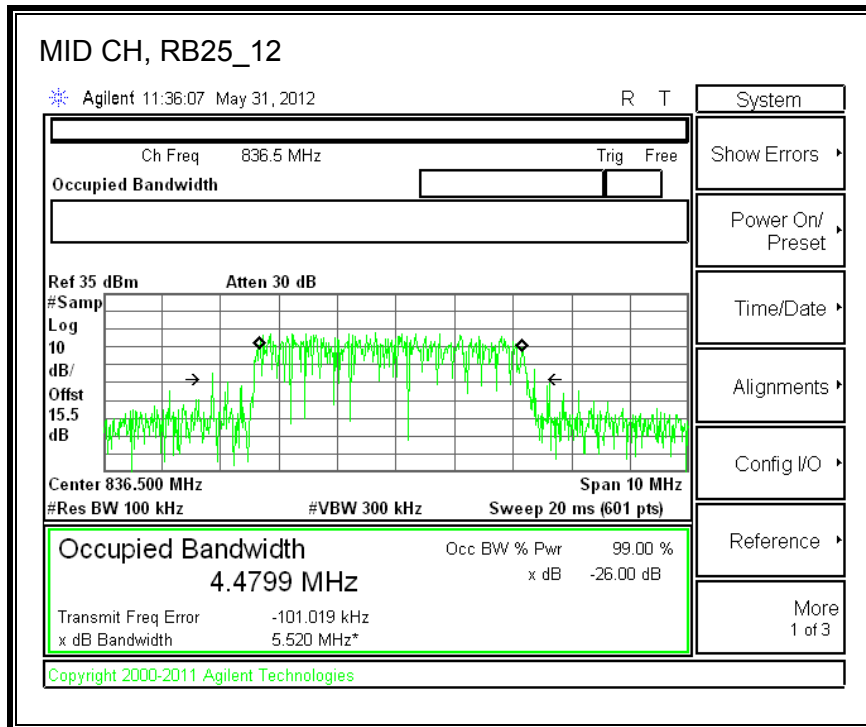 MID CH, RB25_12
Agilent 11:36:07 May 31, 2012 R T
System
Ch Freq 836.5 MHz Trig Free
Occupied Bandwidth
Show Errors
Power On/
Preset
Time/Date
Alignments
Config I/O
Reference
More
1 of 3
Ref 35 dBm Atten 30 dB
#Samp
Log
10
dB/
Offst
15.5
dB
Center 836.500 MHz Span 10 MHz
#Res BW 100 kHz #VBW 300 kHz Sweep 20 ms (601 pts)
Occupied Bandwidth Occ BW % Pwr 99.00 %
4.4799 MHz x dB -26.00 dB
Transmit Freq Error -101.019 kHz
x dB Bandwidth 5.520 MHz*
Copyright 2000-2011 Agilent Technologies